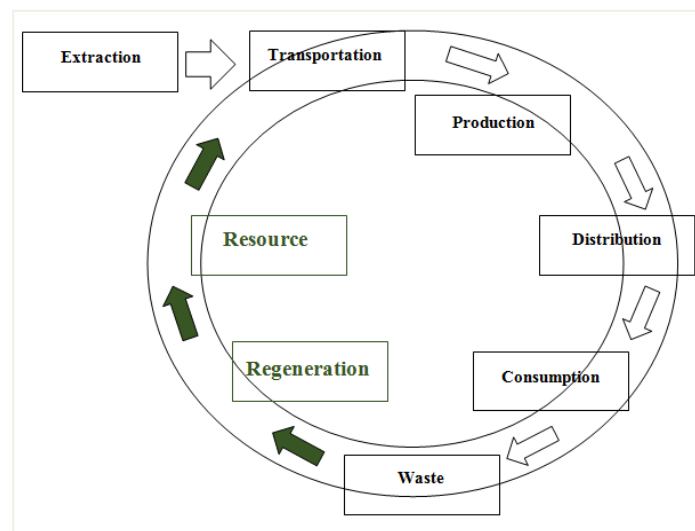 Extraction
Transportation
Production
Distribution
Consumption
Waste
Regeneration
Resource